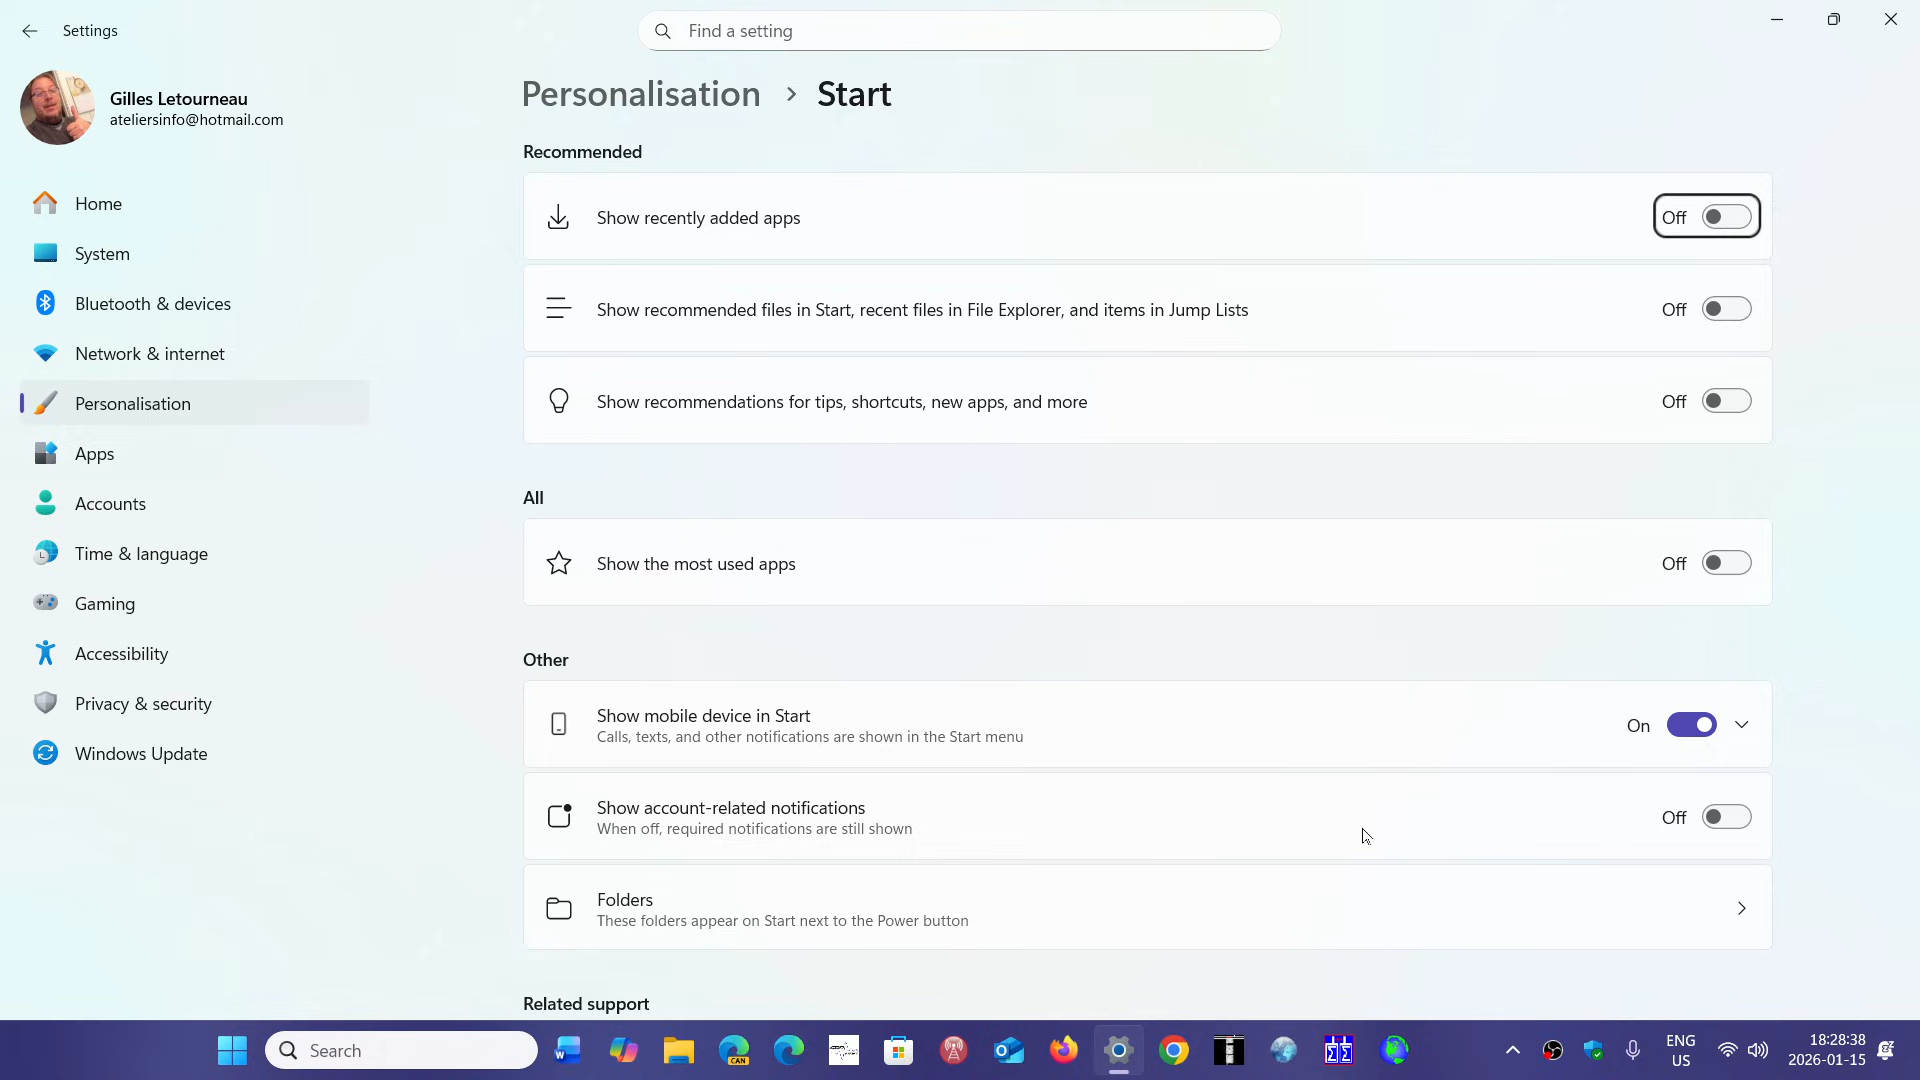 Settings
Find a setting
Gilles Letourneau
ateliersinfo@hotmail.com
Home
System
Bluetooth & devices
Network & internet
Personalisation
Apps
Accounts
Time & language
Gaming
Accessibility
Privacy & security
Windows Update
Personalisation > Start
Recommended
Show recently added apps Off
Show recommended files in Start, recent files in File Explorer, and items in Jump Lists Off
Show recommendations for tips, shortcuts, new apps, and more Off
All
Show the most used apps Off
Other
Show mobile device in Start
Calls, texts, and other notifications are shown in the Start menu
On
Show account-related notifications
When off, required notifications are still shown
Off
Folders
These folders appear on Start next to the Power button
Related support
Search
CAN
ENG
US
18:28:38
2026-01-15